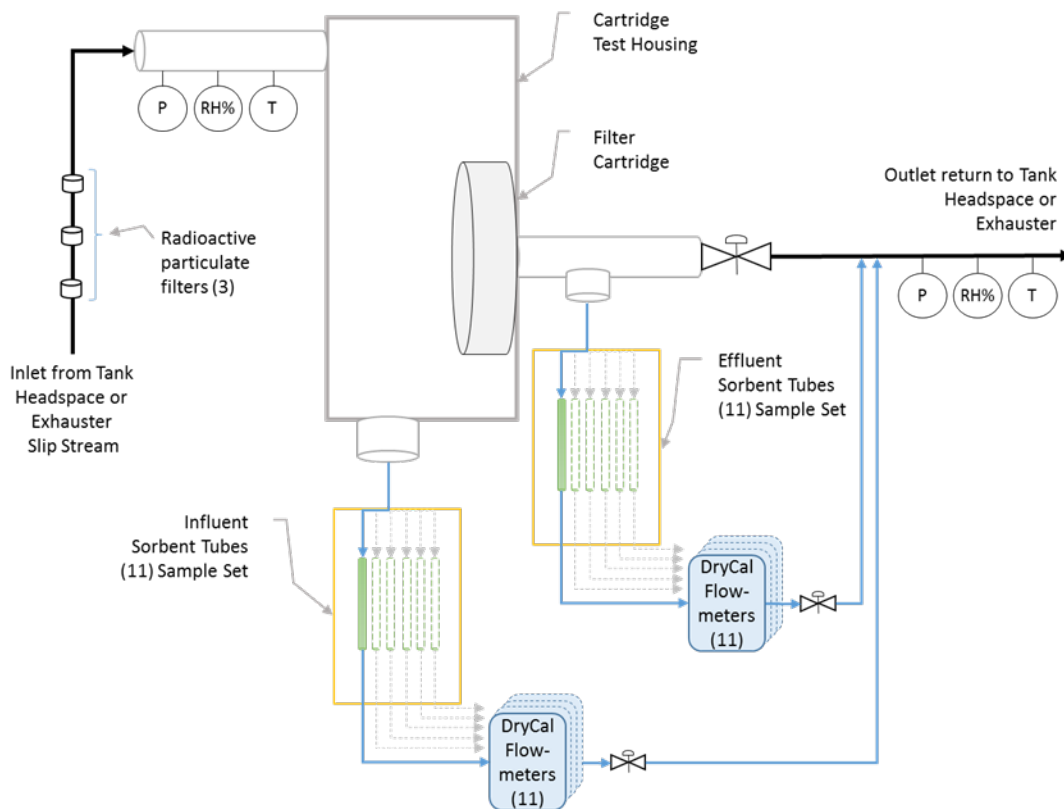 Cartridge
Test Housing
P
RH%
T
Filter
Cartridge
Outlet return to Tank
Headspace or
Exhauster
Radioactive
particulate
filters (3)
P
RH%
T
Inlet from Tank
Headspace or
Exhauster
Slip Stream
Effluent
Sorbent Tubes
(11) Sample Set
Influent
Sorbent Tubes
(11) Sample Set
DryCal
Flow-
meters
(11)
DryCal
Flow-
meters
(11)